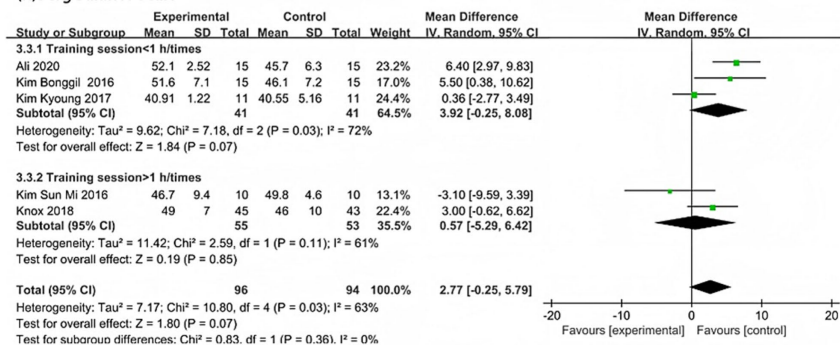 Experimental Control Mean Difference Mean Difference
Study or Subgroup Mean SD Total Mean SD Total Weight IV, Random, 95% CI IV, Random, 95% CI
3.3.1 Training session<1 h/times
Ali 2020 52.1 2.52 15 45.7 6.3 15 23.2% 6.40 [2.97, 9.83]
Kim Bonggil 2016 51.6 7.1 15 46.1 7.2 15 17.0% 5.50 [0.38, 10.62]
Kim Kyoung 2017 40.91 1.22 11 40.55 5.16 11 24.4% 0.36 [-2.77, 3.49]
Subtotal (95% CI) 41 41 64.5% 3.92 [-0.25, 8.08]
Heterogeneity: Tau² = 9.62; Chi² = 7.18, df = 2 (P = 0.03); I² = 72%
Test for overall effect: Z = 1.84 (P = 0.07)
3.3.2 Training session>1 h/times
Kim Sun Mi 2016 46.7 9.4 10 49.8 4.6 10 13.1% -3.10 [-9.59, 3.39]
Knox 2018 49 7 45 46 10 43 22.4% 3.00 [-0.62, 6.62]
Subtotal (95% CI) 55 53 35.5% 0.57 [-5.29, 6.42]
Heterogeneity: Tau² = 11.42; Chi² = 2.59, df = 1 (P = 0.11); I² = 61%
Test for overall effect: Z = 0.19 (P = 0.85)
Total (95% CI) 96 94 100.0% 2.77 [-0.25, 5.79]
Heterogeneity: Tau² = 7.17; Chi² = 10.80, df = 4 (P = 0.03); I² = 63%
Test for overall effect: Z = 1.80 (P = 0.07)
Test for subgroup differences: Chi² = 0.83, df = 1 (P = 0.36), I² = 0%
-20 -10 0 10 20
Favours [experimental] Favours [control]